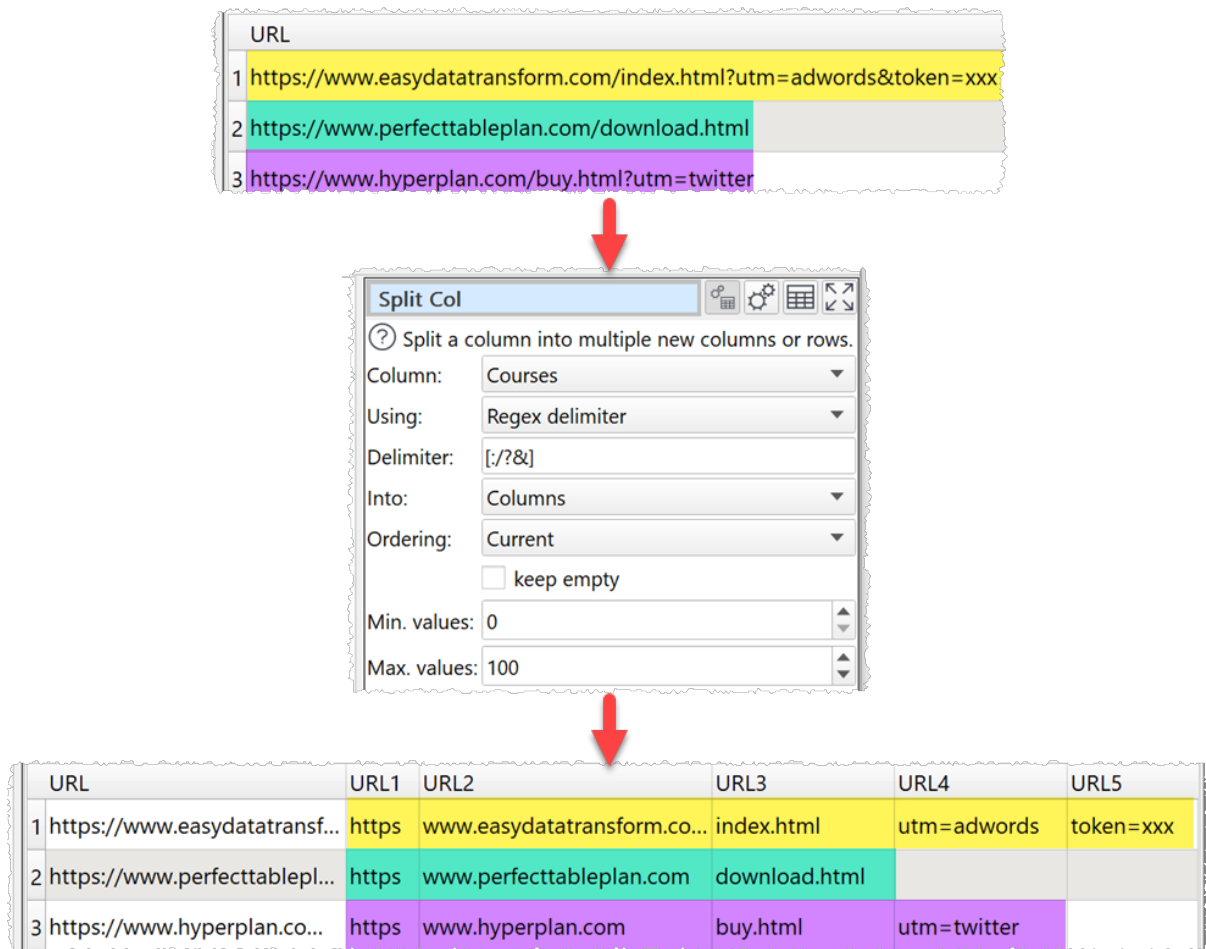 URL
1 https://www.easydatatransform.com/index.html?utm=adwords&token=xxx
2 https://www.perfecttableplan.com/download.html
3 https://www.hyperplan.com/buy.html?utm=twitter
Split Col
? Split a column into multiple new columns or rows.
Column: Courses
Using: Regex delimiter
Delimiter: [:/?&]
Into: Columns
Ordering: Current
keep empty
Min. values: 0
Max. values: 100
URL URL1 URL2 URL3 URL4 URL5
1 https://www.easydatatransf... https www.easydatatransform.co... index.html utm=adwords token=xxx
2 https://www.perfecttablepl... https www.perfecttableplan.com download.html
3 https://www.hyperplan.co... https www.hyperplan.com buy.html utm=twitter